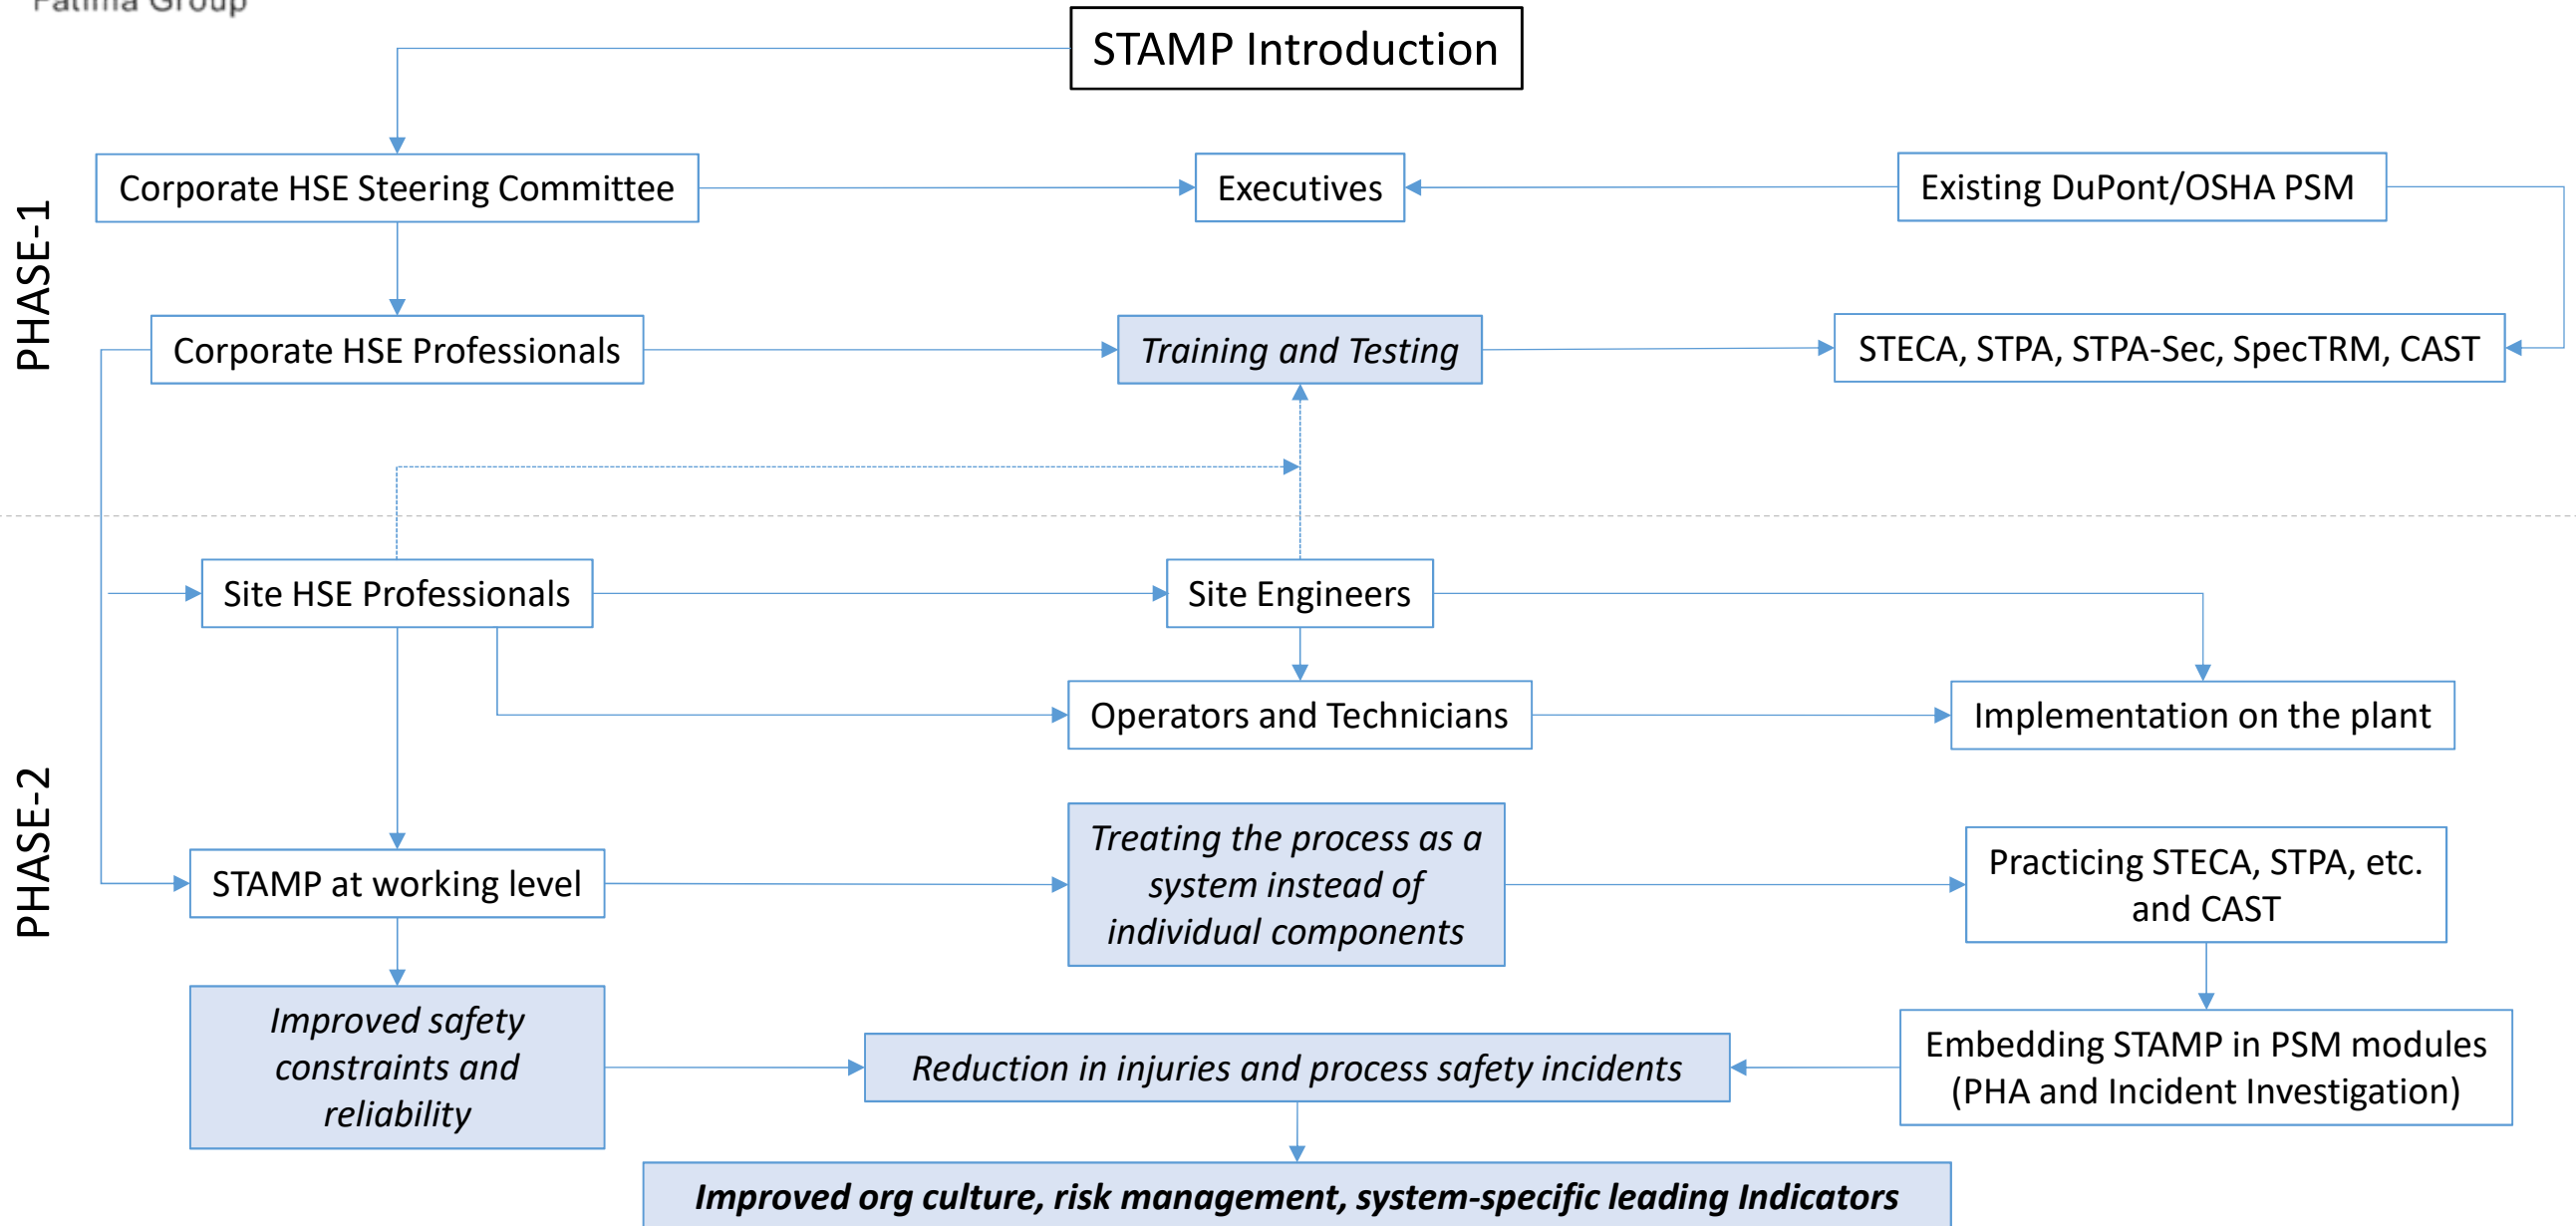 Fatima Group
STAMP Introduction
PHASE-1
Corporate HSE Steering Committee
Executives
Existing DuPont/OSHA PSM
Corporate HSE Professionals
Training and Testing
STECA, STPA, STPA-Sec, SpecTRM, CAST
PHASE-2
Site HSE Professionals
Site Engineers
Operators and Technicians
Implementation on the plant
STAMP at working level
Treating the process as a
system instead of
individual components
Practicing STECA, STPA, etc.
and CAST
Improved safety
constraints and
reliability
Reduction in injuries and process safety incidents
Embedding STAMP in PSM modules
(PHA and Incident Investigation)
Improved org culture, risk management, system-specific leading Indicators